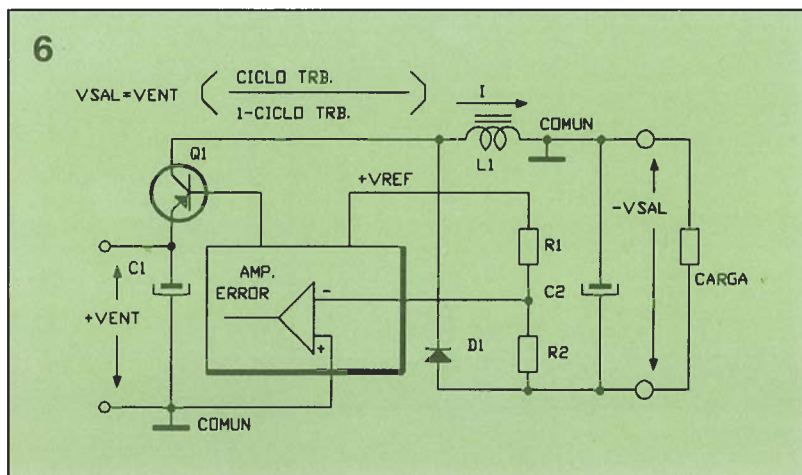 6
VSAL=VENT ( CICLO TRB. / 1-CICLO TRB. )
I
COMUN
L1
Q1
+VREF
-VSAL
R1
C1
AMP.
ERROR
-
C2
CARGA
+VENT
+
D1
R2
COMUN